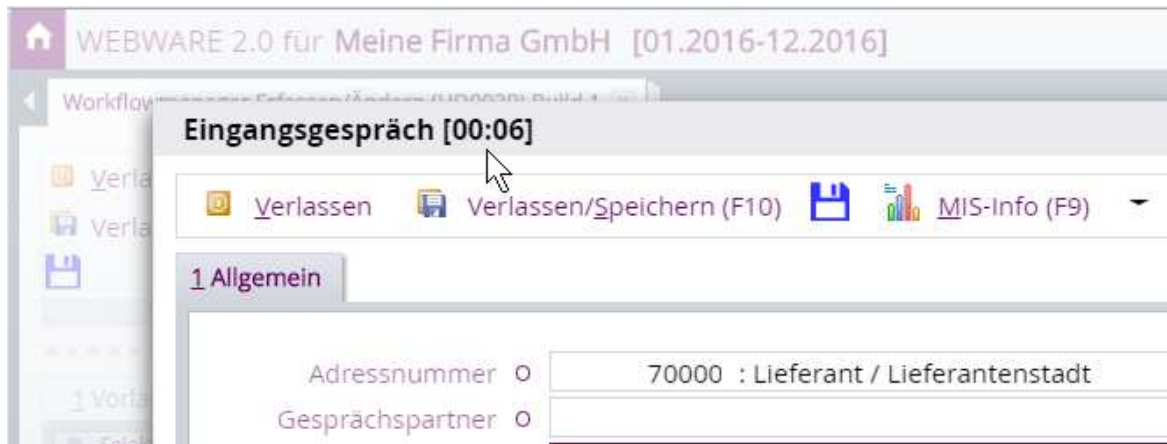 WEBWARE 2.0 für Meine Firma GmbH [01.2016-12.2016]
Eingangsgespräch [00:06]
Verlassen Verlassen/Speichern (F10) MIS-Info (F9)
1 Allgemein
Adressnummer 70000 : Lieferant / Lieferantenstadt
Gesprächspartner